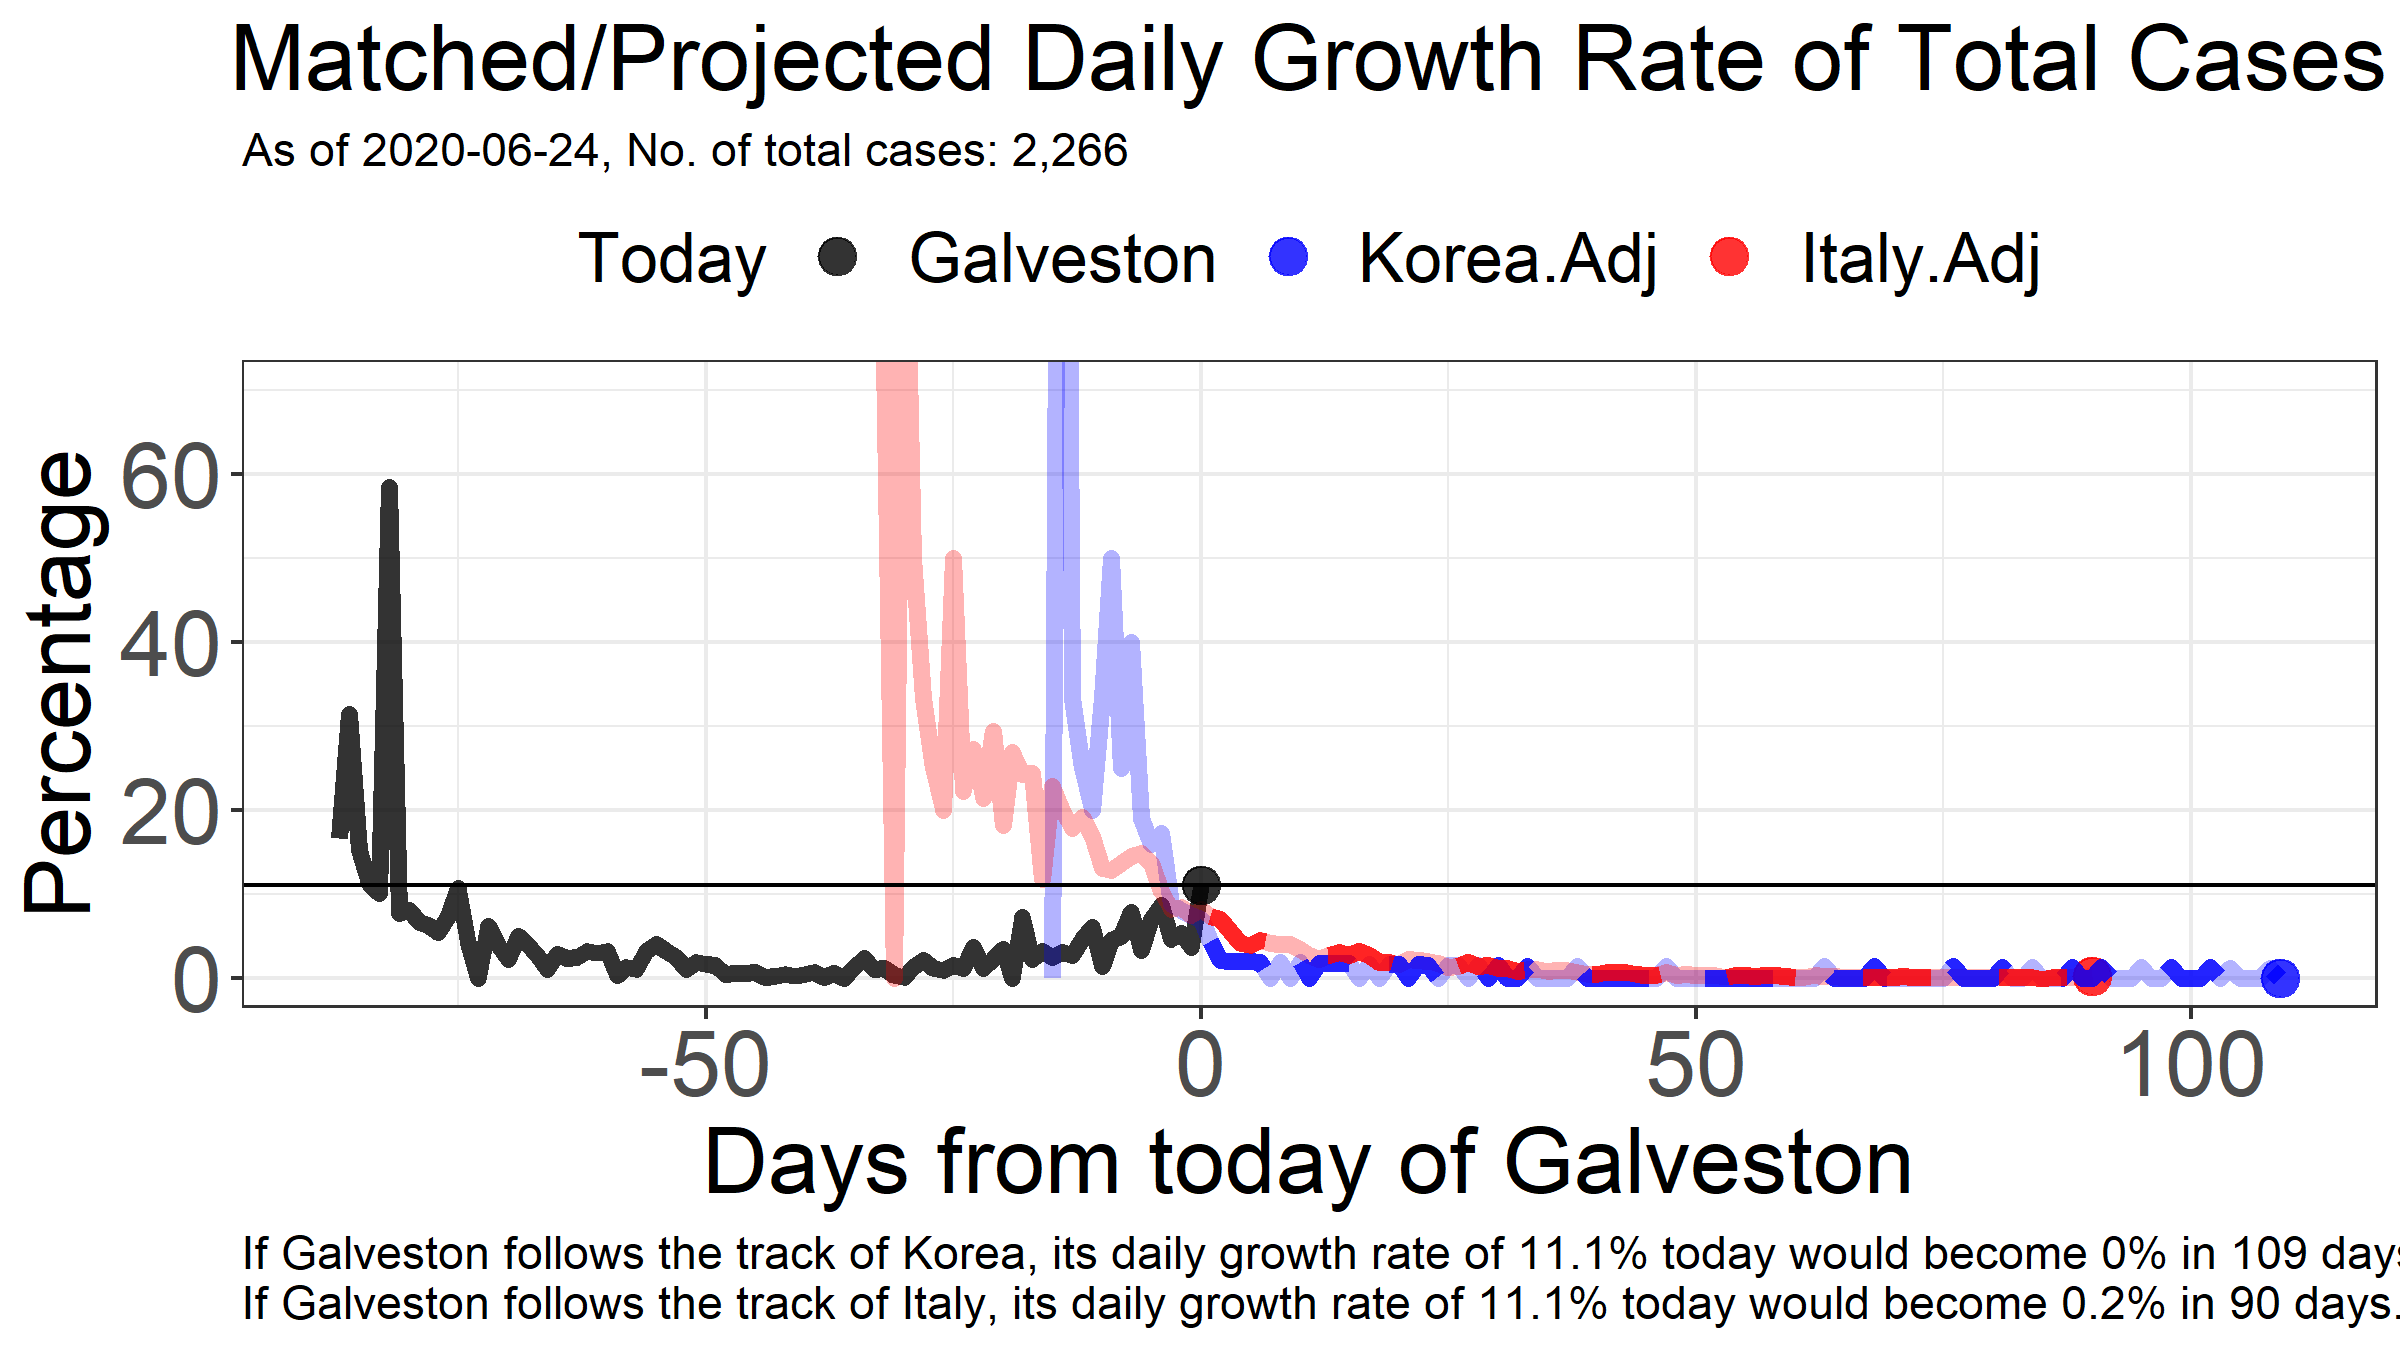 Matched/Projected Daily Growth Rate of Total Cases
As of 2020-06-24, No. of total cases: 2,266
Today Galveston Korea.Adj Italy.Adj
Percentage
60
40
20
0
-50 0 50 100
Days from today of Galveston
If Galveston follows the track of Korea, its daily growth rate of 11.1% today would become 0% in 109 days
If Galveston follows the track of Italy, its daily growth rate of 11.1% today would become 0.2% in 90 days.